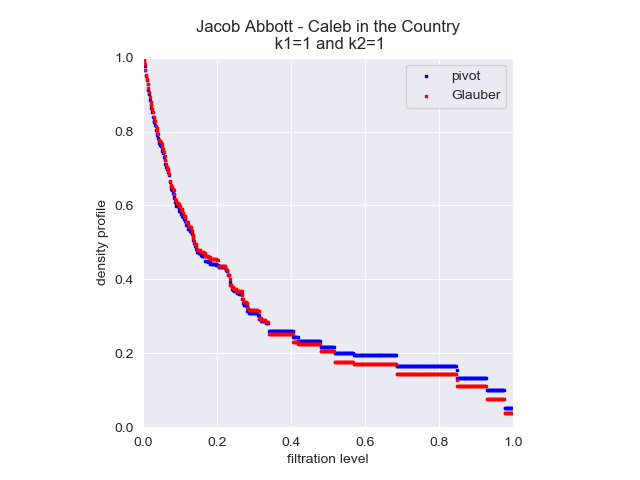 Jacob Abbott - Caleb in the Country
k1=1 and k2=1
pivot
Glauber
density profile
1.0
0.8
0.6
0.4
0.2
0.0
0.0 0.2 0.4 0.6 0.8 1.0
filtration level